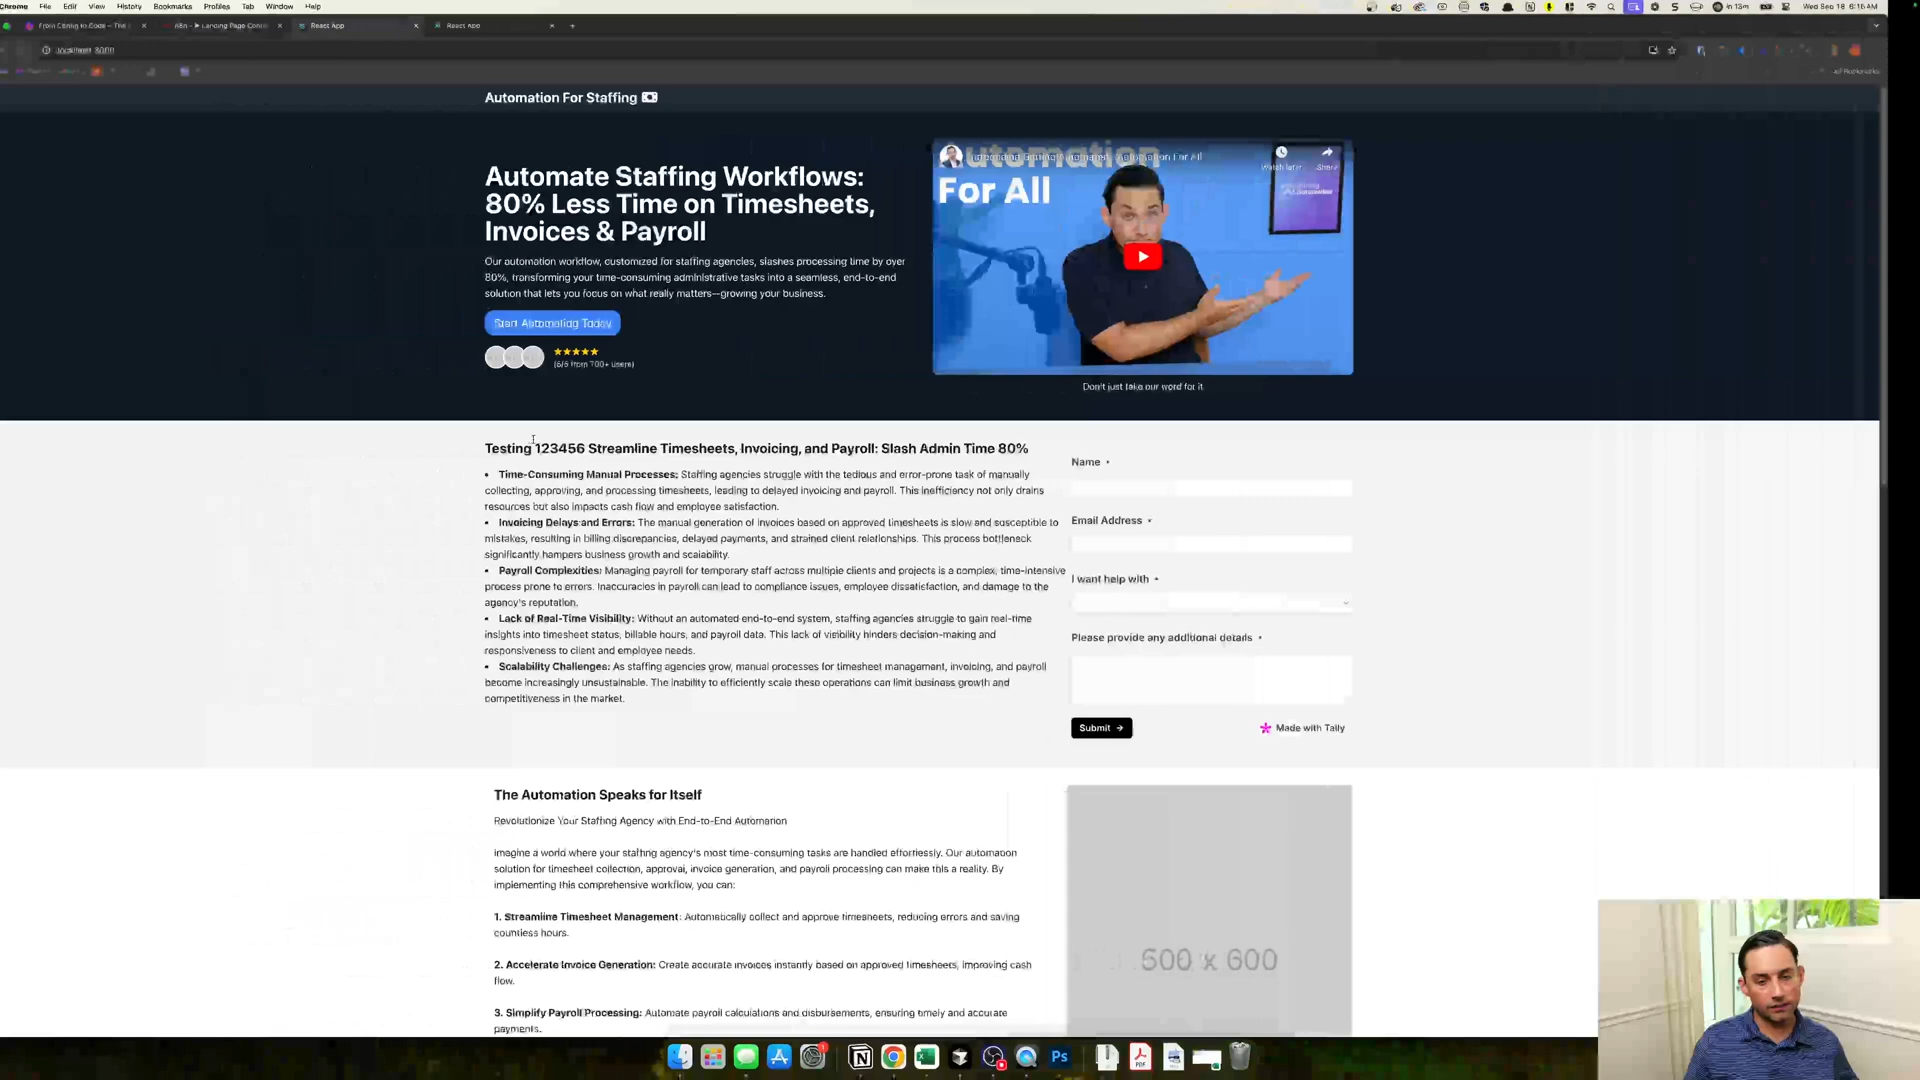 Chrome File Edit View History Bookmarks Profiles Tab Window Help
in 13m
Wed Sep 18 6:16 AM
React App
React App
localhost:3000
All Bookmarks
Automation For Staffing
Automate Staffing Workflows:
80% Less Time on Timesheets,
Invoices & Payroll
Our automation workflow, customized for staffing agencies, slashes processing time by over
80%, transforming your time-consuming administrative tasks into a seamless, end-to-end
solution that lets you focus on what really matters—growing your business.
Start Automating Today
(5/5 from 700+ users)
Automation
For All
Watch later
Share
Don't just take our word for it
Testing 123456 Streamline Timesheets, Invoicing, and Payroll: Slash Admin Time 80%
• Time-Consuming Manual Processes: Staffing agencies struggle with the tedious and error-prone task of manually
collecting, approving, and processing timesheets, leading to delayed invoicing and payroll. This inefficiency not only drains
resources but also impacts cash flow and employee satisfaction.
• Invoicing Delays and Errors: The manual generation of invoices based on approved timesheets is slow and susceptible to
mistakes, resulting in billing discrepancies, delayed payments, and strained client relationships. This process bottleneck
significantly hampers business growth and scalability.
• Payroll Complexities: Managing payroll for temporary staff across multiple clients and projects is a complex, time-intensive
process prone to errors. Inaccuracies in payroll can lead to compliance issues, employee dissatisfaction, and damage to the
agency's reputation.
• Lack of Real-Time Visibility: Without an automated end-to-end system, staffing agencies struggle to gain real-time
insights into timesheet status, billable hours, and payroll data. This lack of visibility hinders decision-making and
responsiveness to client and employee needs.
• Scalability Challenges: As staffing agencies grow, manual processes for timesheet management, invoicing, and payroll
become increasingly unsustainable. The inability to efficiently scale these operations can limit business growth and
competitiveness in the market.
Name *
Email Address *
I want help with *
Please provide any additional details *
Submit →
Made with Tally
The Automation Speaks for Itself
Revolutionize Your Staffing Agency with End-to-End Automation
Imagine a world where your staffing agency's most time-consuming tasks are handled effortlessly. Our automation
solution for timesheet collection, approval, invoice generation, and payroll processing can make this a reality. By
implementing this comprehensive workflow, you can:
1. Streamline Timesheet Management: Automatically collect and approve timesheets, reducing errors and saving
countless hours.
2. Accelerate Invoice Generation: Create accurate invoices instantly based on approved timesheets, improving cash
flow.
3. Simplify Payroll Processing: Automate payroll calculations and disbursements, ensuring timely and accurate
payments.
500 x 600
Ps
PDF